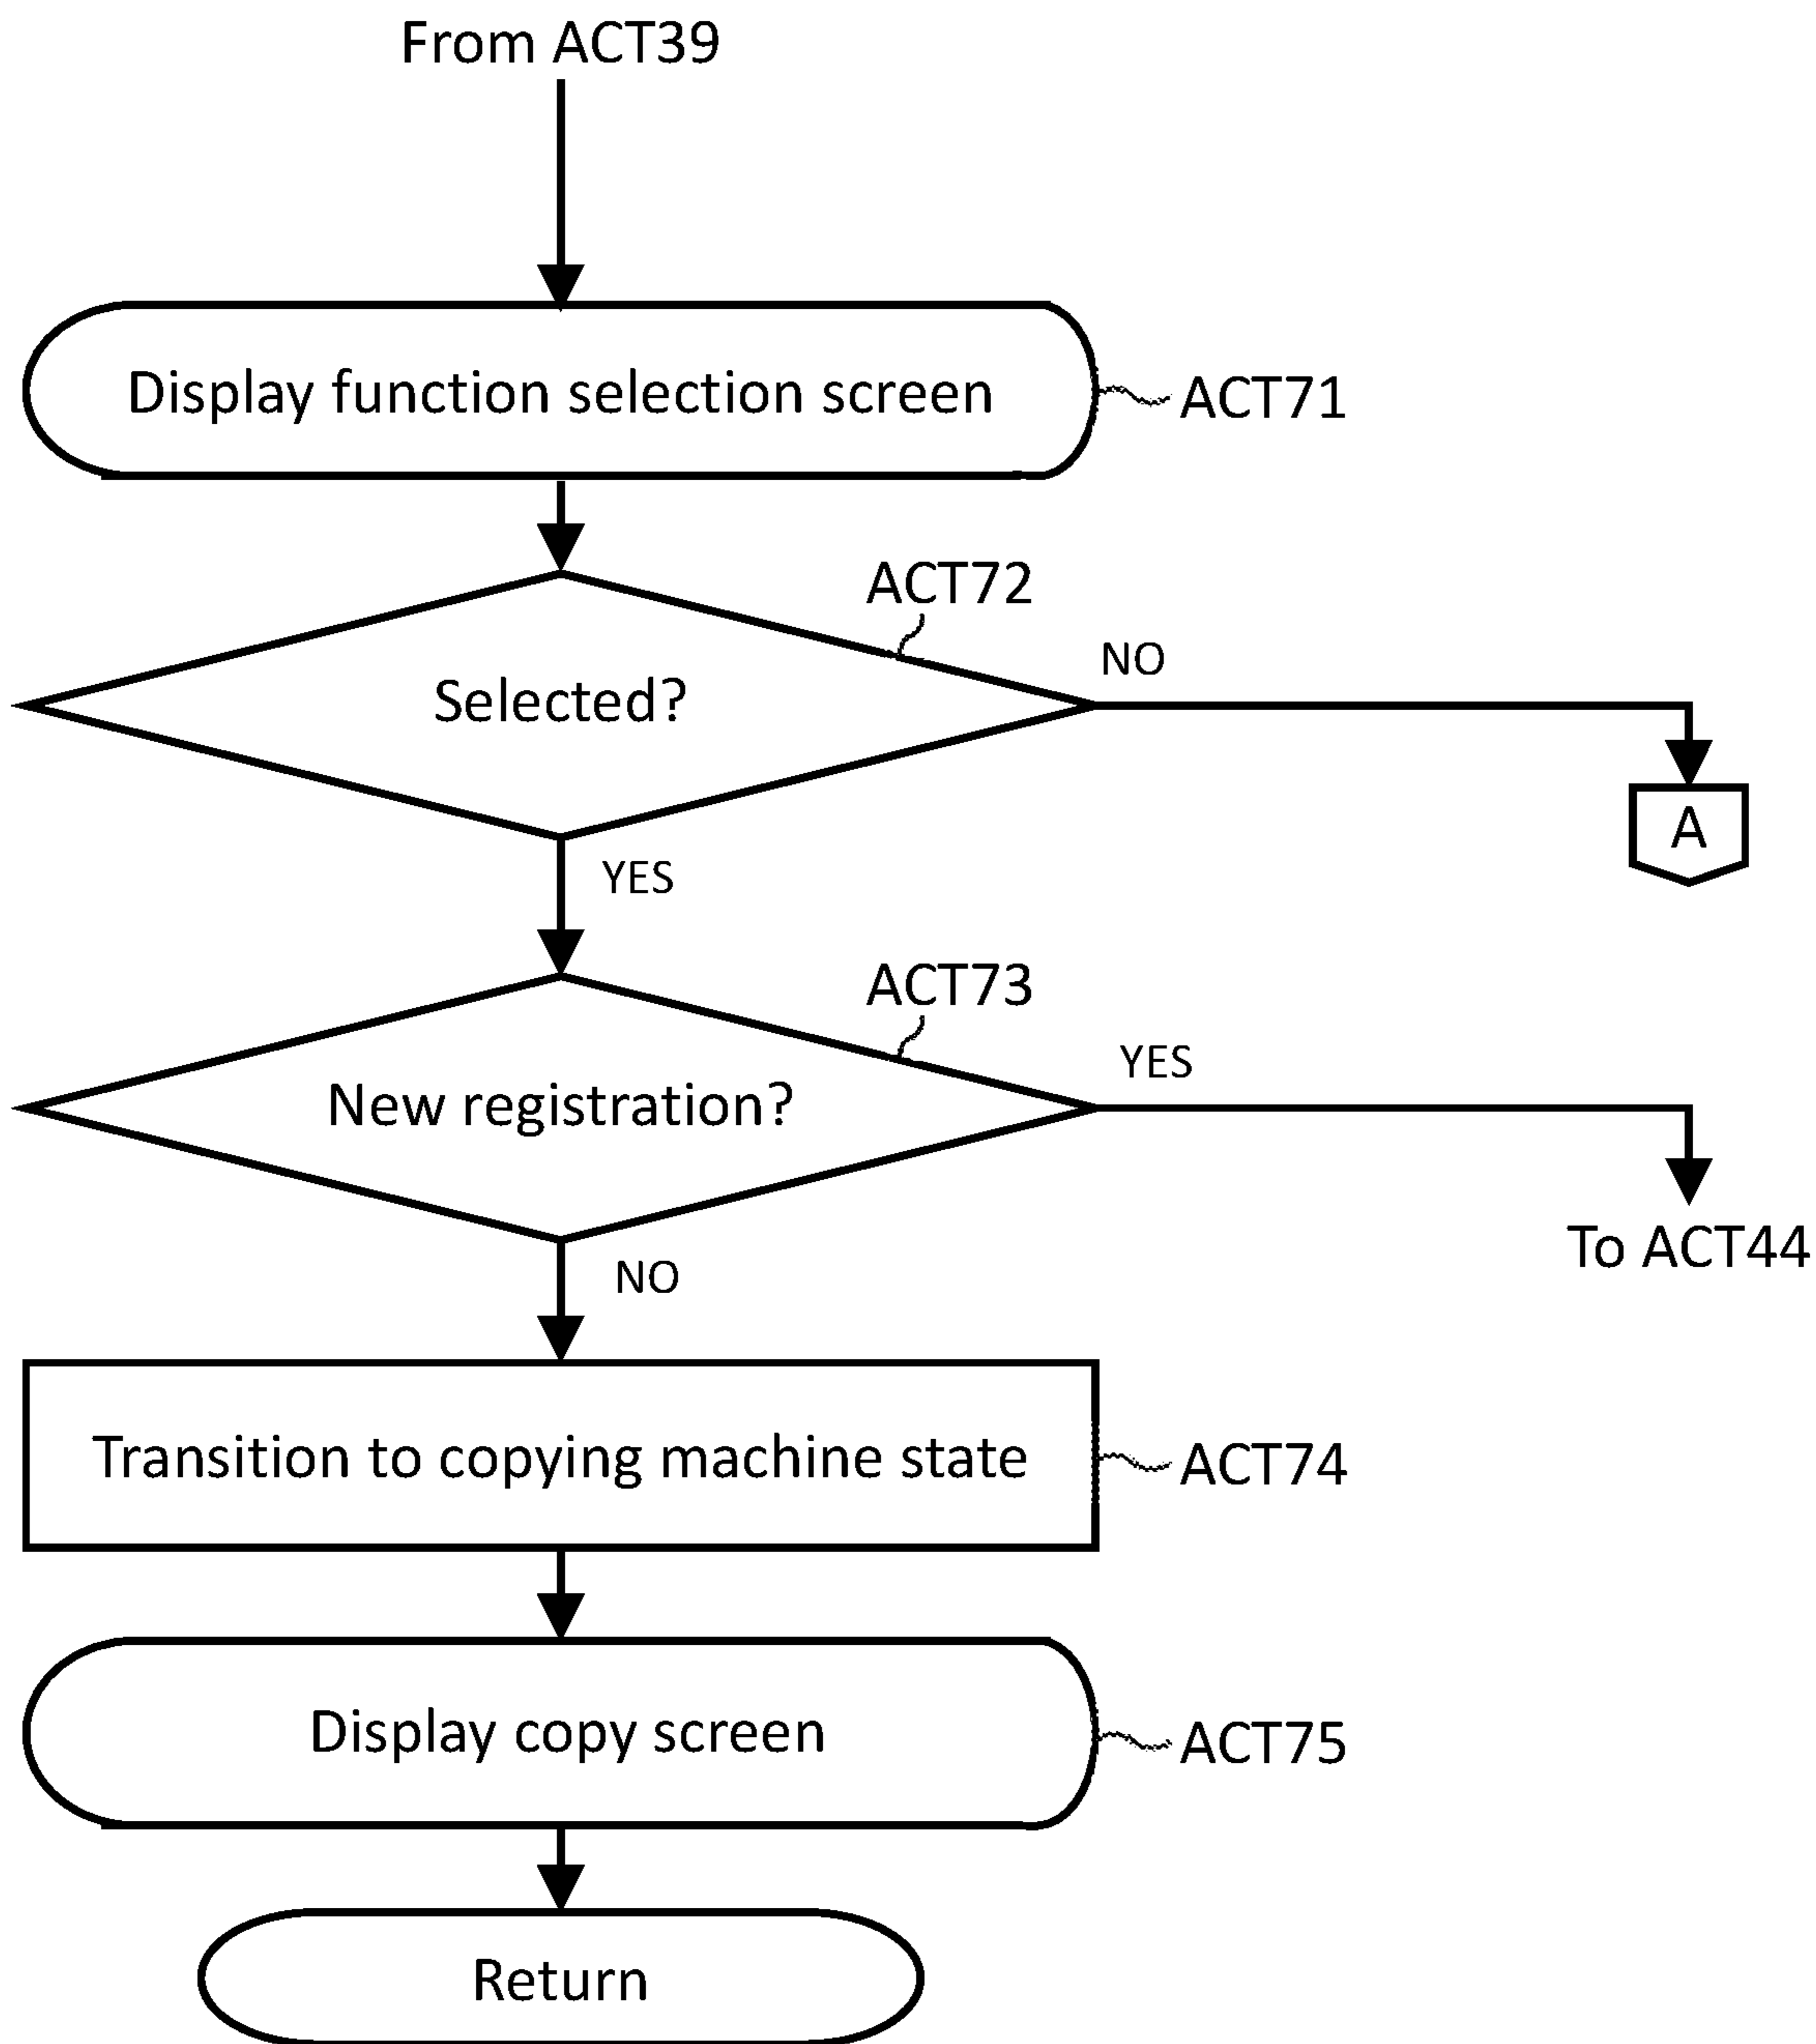 From ACT39
Display function selection screen
ACT71
ACT72
Selected?
NO
A
YES
ACT73
New registration?
YES
To ACT44
NO
Transition to copying machine state
ACT74
Display copy screen
ACT75
Return